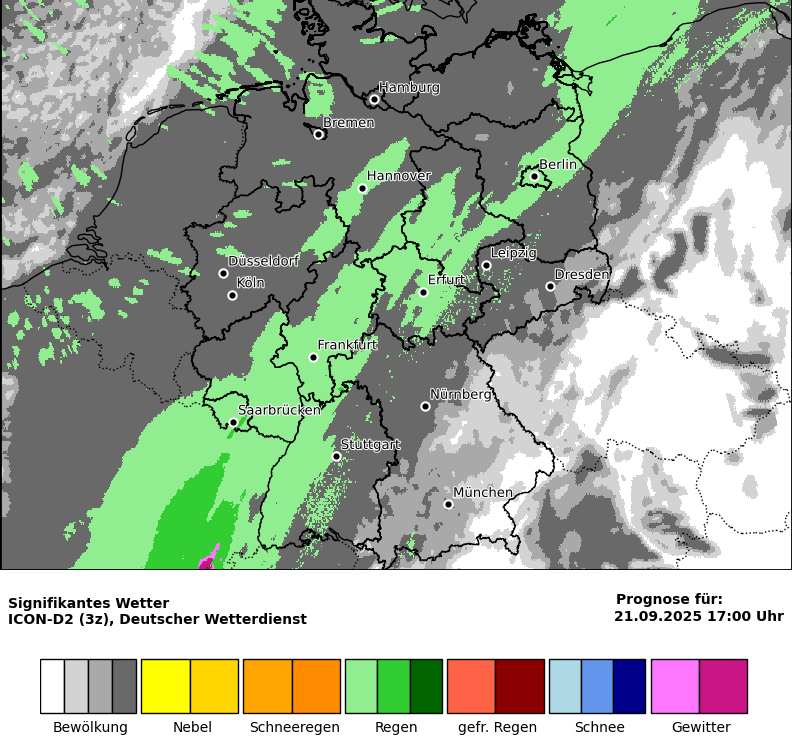 Hamburg
Bremen
Berlin
Hannover
Leipzig
Düsseldorf
Dresden
Köln
Erfurt
Frankfurt
Nürnberg
Saarbrücken
Stuttgart
München
Signifikantes Wetter
ICON-D2 (3z), Deutscher Wetterdienst
Prognose für:
21.09.2025 17:00 Uhr
Bewölkung Nebel Schneeregen Regen gefr. Regen Schnee Gewitter